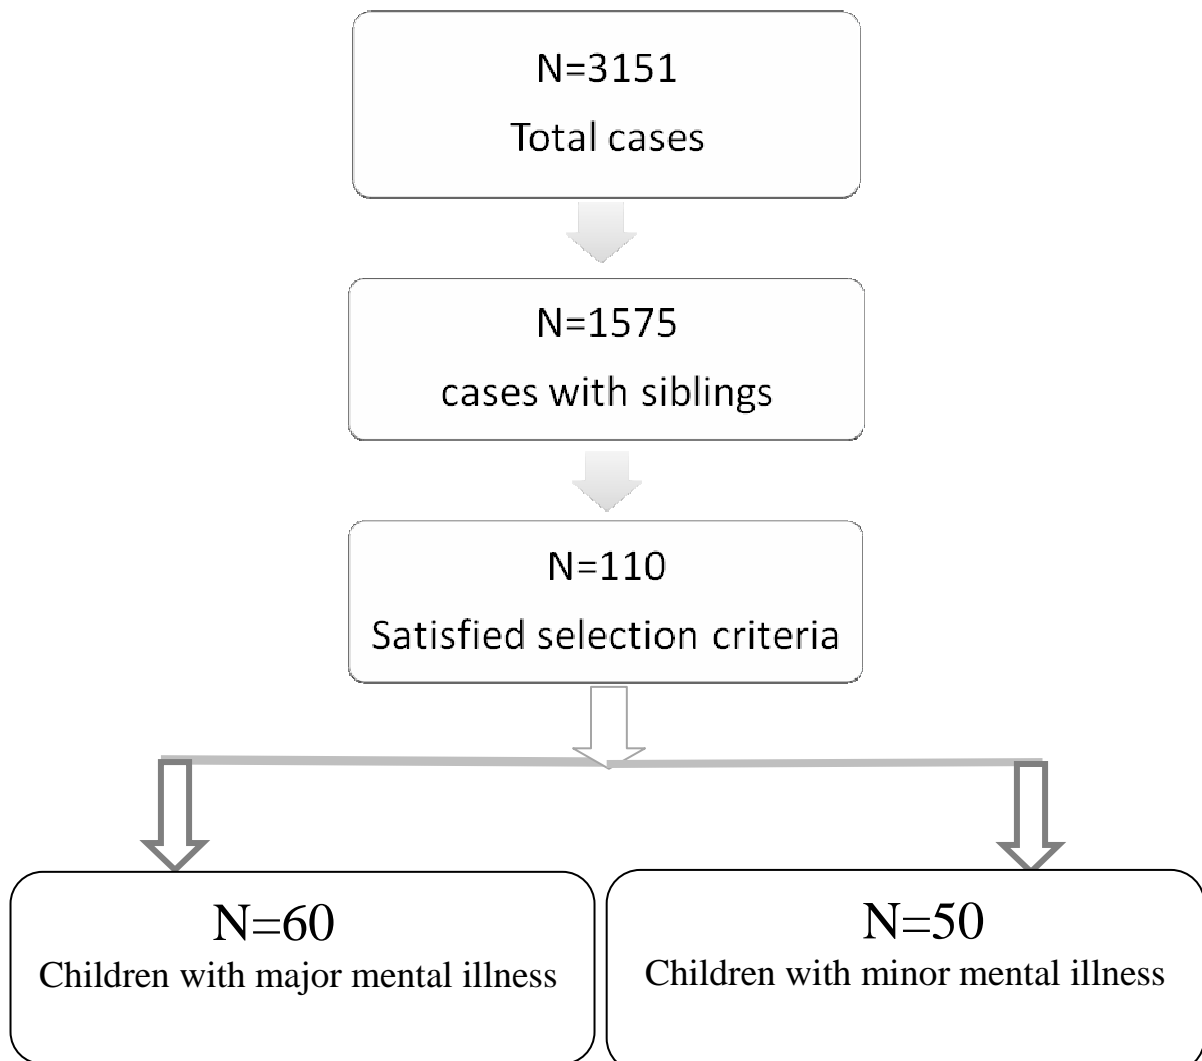 N=3151
Total cases
N=1575
cases with siblings
N=110
Satisfied selection criteria
N=60
Children with major mental illness
N=50
Children with minor mental illness